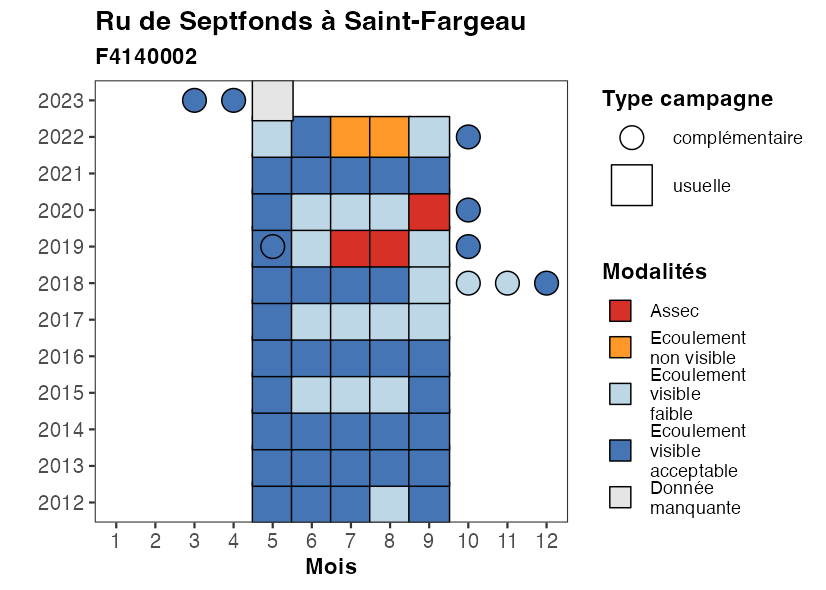 Ru de Septfonds à Saint-Fargeau
F4140002
2023
2022
2021
2020
2019
2018
2017
2016
2015
2014
2013
2012
1 2 3 4 5 6 7 8 9 10 11 12
Mois
Type campagne
complémentaire
usuelle
Modalités
Assec
Ecoulement
non visible
Ecoulement
visible
faible
Ecoulement
visible
acceptable
Donnée
manquante